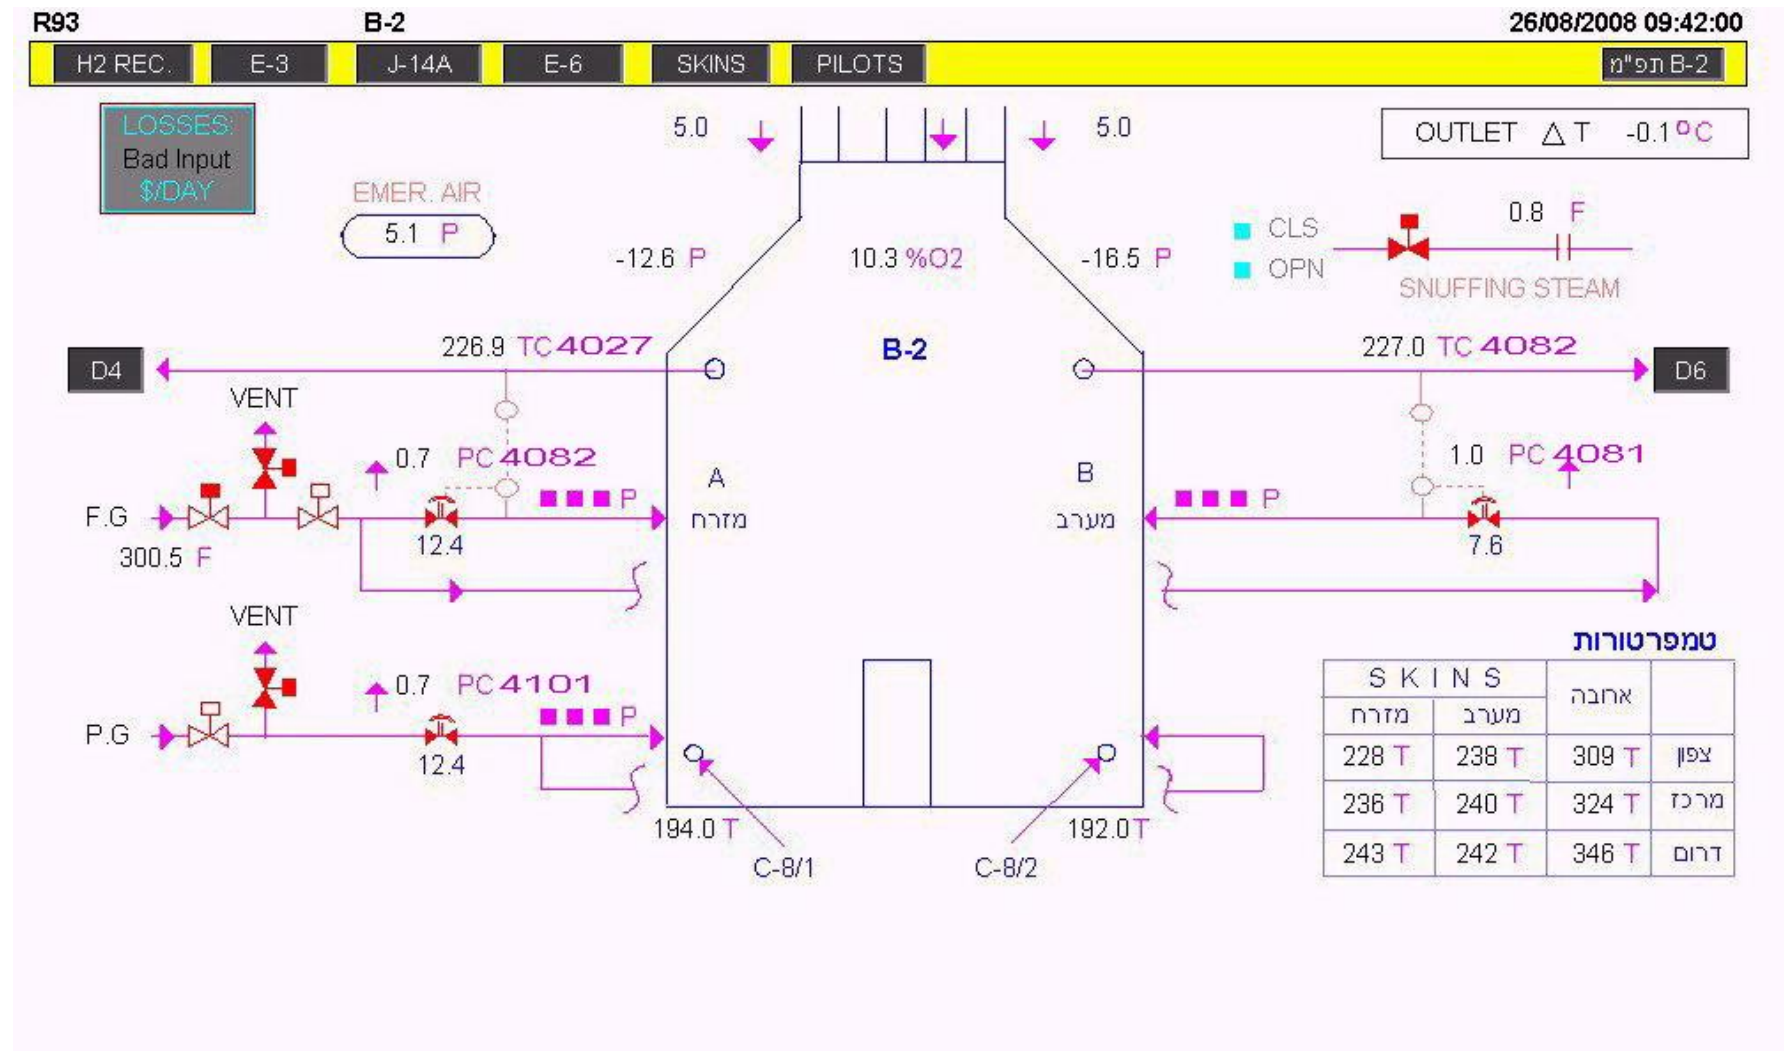 R93 B-2 26/08/2008 09:42:00
H2 REC. E-3 J-14A E-6 SKINS PILOTS תפ"מ B-2
LOSSES:
Bad Input
$/DAY
5.0 5.0
OUTLET △ T -0.1 °C
EMER. AIR
5.1 P
-12.6 P 10.3 %O2 -16.5 P
CLS
OPN
0.8 F
SNUFFING STEAM
226.9 TC 4027
B-2
227.0 TC 4082
D4 D6
VENT
0.7 PC 4082
A
מזרח
B
מערב
1.0 PC 4081
P P
F.G
12.4
7.6
300.5 F
VENT
0.7 PC 4101
P
P.G
12.4
194.0 T
192.0 T
C-8/1
C-8/2
טמפרטורות
SKINS ארובה
מזרח מערב
228 T 238 T 309 T צפון
236 T 240 T 324 T מרכז
243 T 242 T 346 T דרום